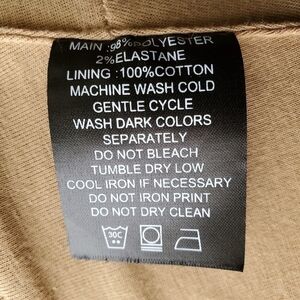 MAIN :98%POLYESTER
2%ELASTANE
LINING :100%COTTON
MACHINE WASH COLD
GENTLE CYCLE
WASH DARK COLORS
SEPARATELY
DO NOT BLEACH
TUMBLE DRY LOW
COOL IRON IF NECESSARY
DO NOT IRON PRINT
DO NOT DRY CLEAN
30C